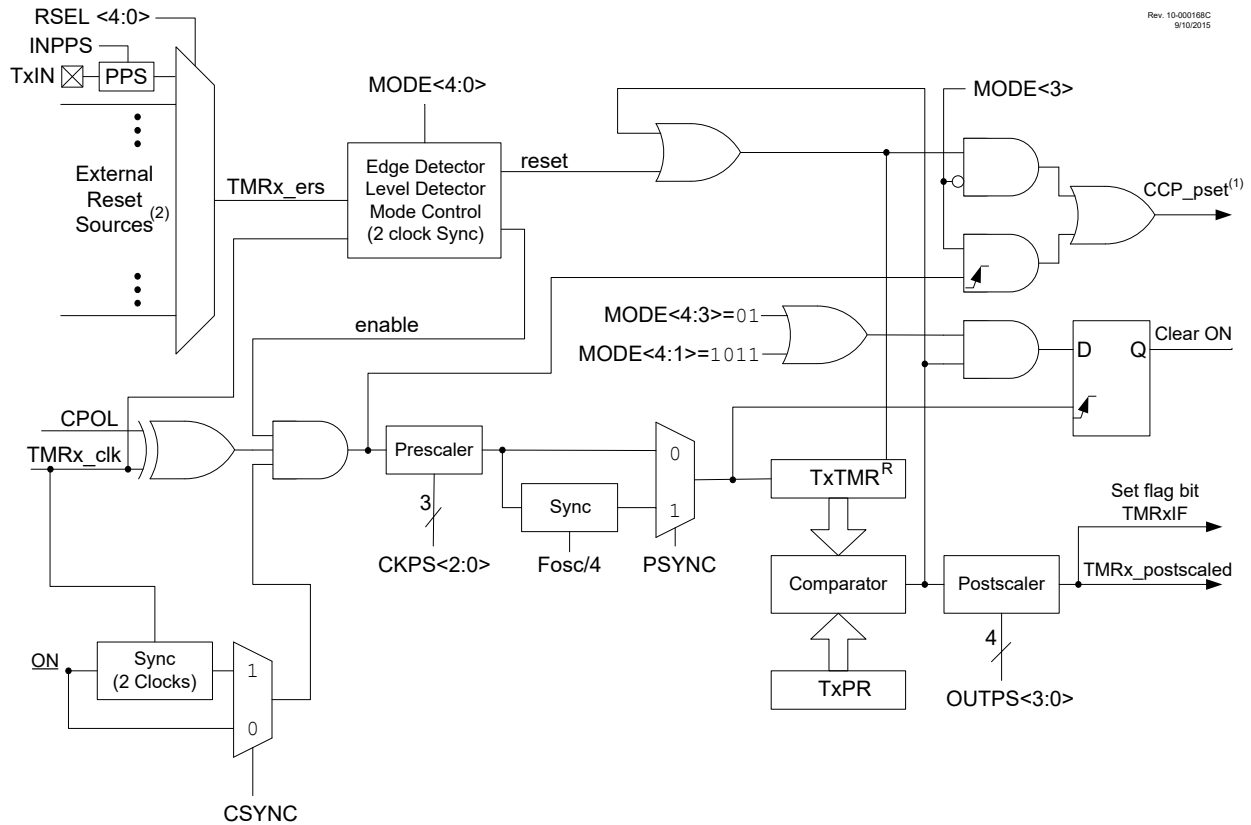 Rev. 10-000168C
9/10/2015
RSEL <4:0>
INPPS
TxIN
PPS
MODE<4:0>
MODE<3>
External
Reset
Sources(2)
TMRx_ers
Edge Detector
Level Detector
Mode Control
(2 clock Sync)
reset
CCP_pset(1)
enable
MODE<4:3>=01
MODE<4:1>=1011
D
Q
Clear ON
CPOL
TMRx_clk
Prescaler
3
CKPS<2:0>
Sync
Fosc/4
0
1
PSYNC
TxTMR
R
Comparator
TxPR
Postscaler
4
OUTPS<3:0>
Set flag bit
TMRxIF
TMRx_postscaled
ON
Sync
(2 Clocks)
1
0
CSYNC